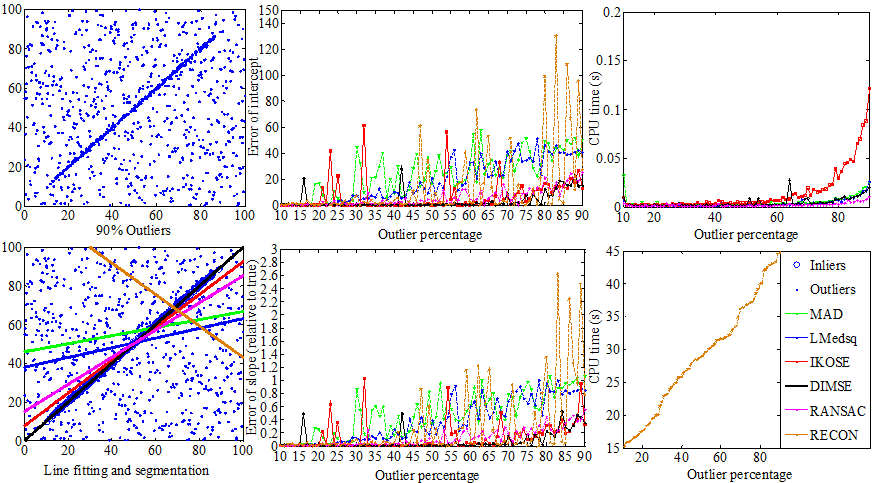 100
80
60
40
20
0
0 20 40 60 80 100
90% Outliers
Error of intercept
150
140
130
120
110
100
90
80
70
60
50
40
30
20
10
0
10 15 20 25 30 35 40 45 50 55 60 65 70 75 80 85 90
Outlier percentage
CPU time (s)
0.2
0.15
0.1
0.05
0
10 20 40 60 80
Outlier percentage
100
80
60
40
20
0
0 20 40 60 80 100
Line fitting and segmentation
Error of slope (relative to true)
3
2.8
2.6
2.4
2.2
2
1.8
1.6
1.4
1.2
1
0.8
0.6
0.4
0.2
0
10 15 20 25 30 35 40 45 50 55 60 65 70 75 80 85 90
Outlier percentage
CPU time (s)
45
40
35
30
25
20
15
20 40 60 80
Outlier percentage
Inliers
Outliers
MAD
LMedsq
IKOSE
DIMSE
RANSAC
RECON